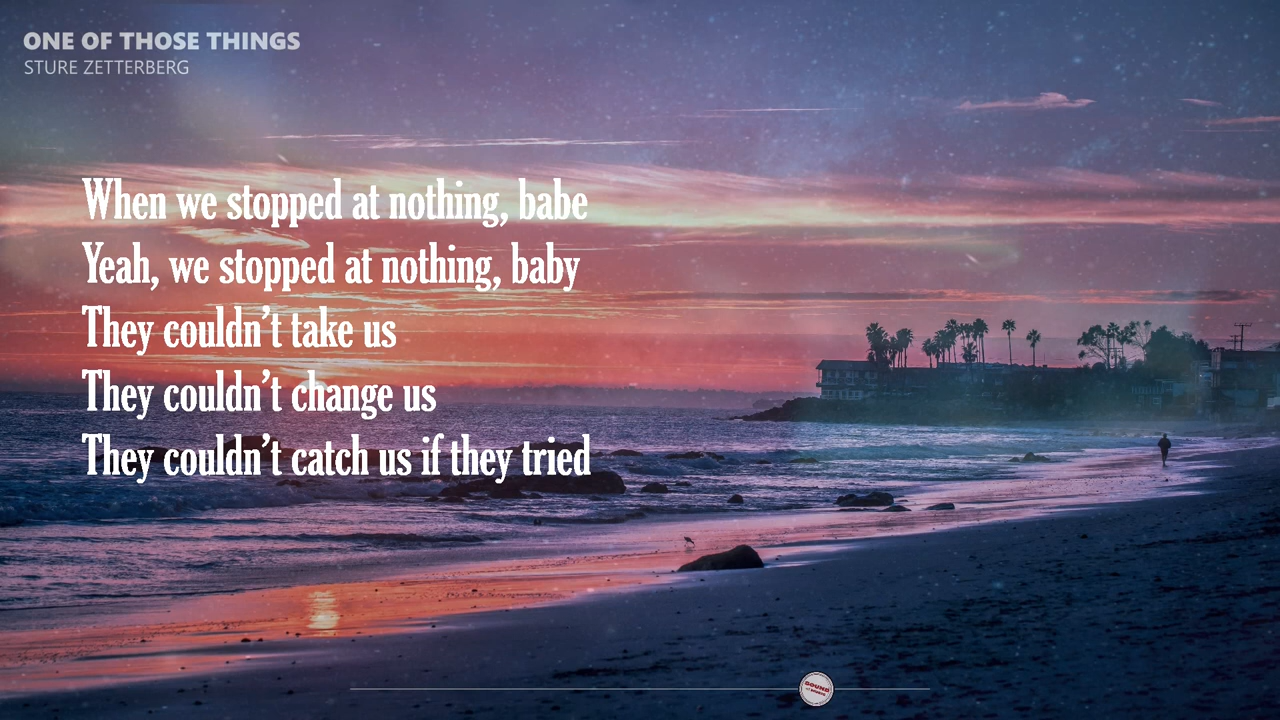 ONE OF THOSE THINGS
STURE ZETTERBERG
When we stopped at nothing, babe
Yeah, we stopped at nothing, baby
They couldn’t take us
They couldn’t change us
They couldn’t catch us if they tried
SOUND